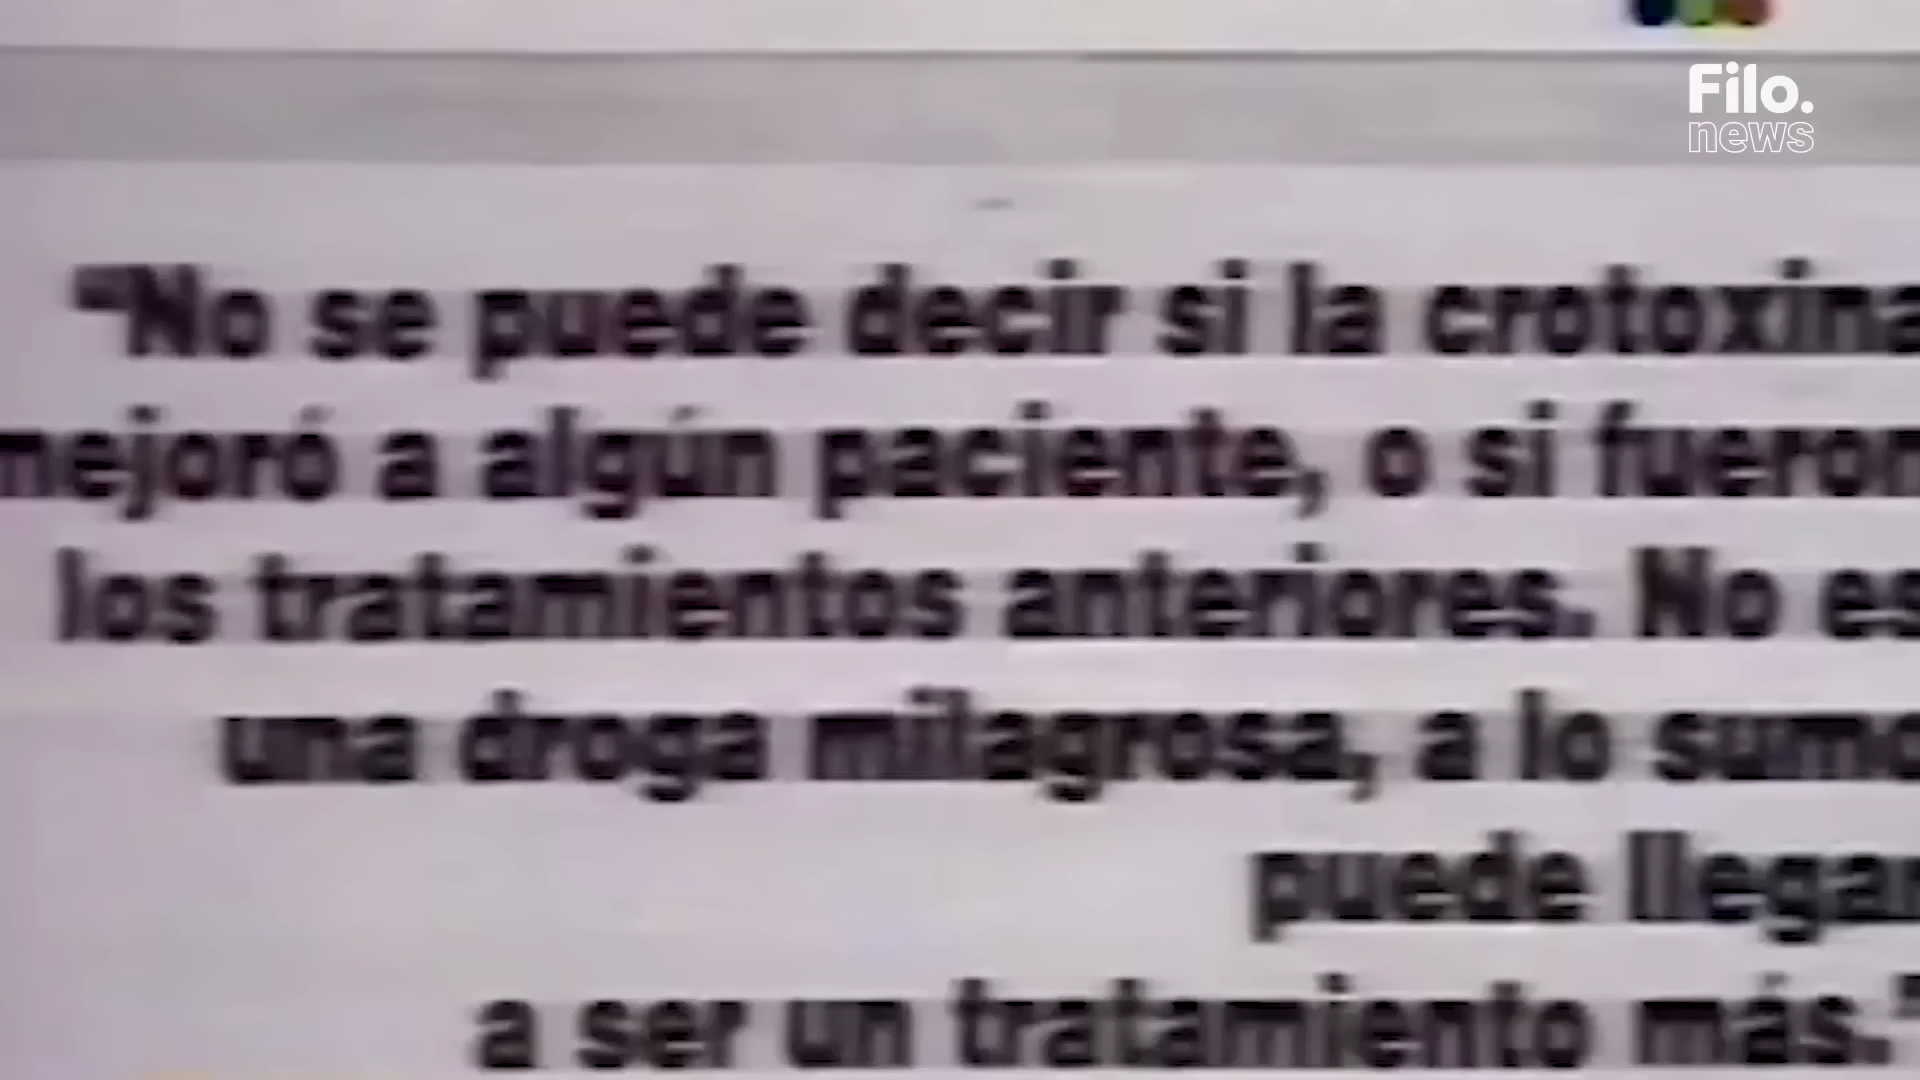 Filo.
news
“No se puede decir si la crotoxina
mejoró a algún paciente, o si fueron
los tratamientos anteriores. No es
una droga milagrosa, a lo sumo
puede llegar
a ser un tratamiento más.”